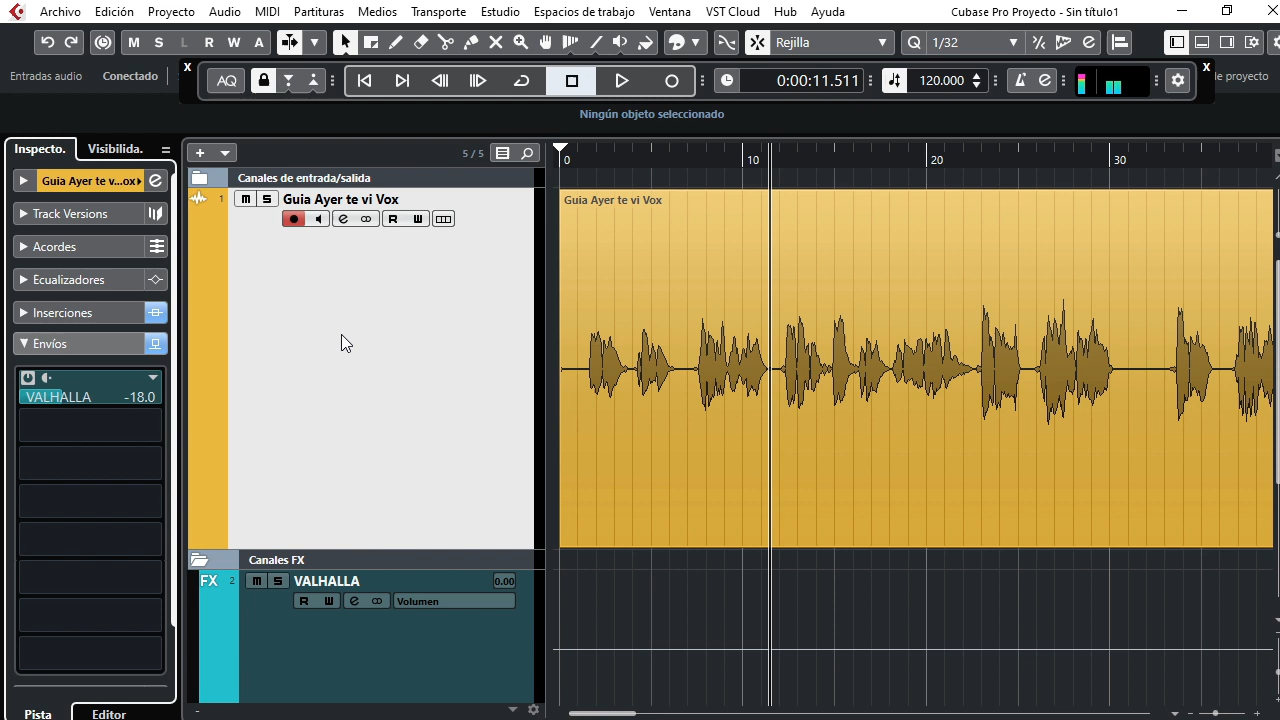 Archivo Edición Proyecto Audio MIDI Partituras Medios Transporte Estudio Espacios de trabajo Ventana VST Cloud Hub Ayuda Cubase Pro Proyecto - Sin título1
M S L R W A Rejilla Q 1/32
Entradas audio Conectado X AQ 0:00:11.511 120.000 X de proyecto
Ningún objeto seleccionado
Inspecto. Visibilida. + 5 / 5 0 10 20 30
Canales de entrada/salida
Guia Ayer te v...ox e 1 m S Guia Ayer te vi Vox Guia Ayer te vi Vox
Track Versions e R W
Acordes
Ecualizadores
Inserciones
Envíos
VALHALLA -18.0
Canales FX
FX 2 m S VALHALLA 0.00
R W e Volumen
Pista Editor